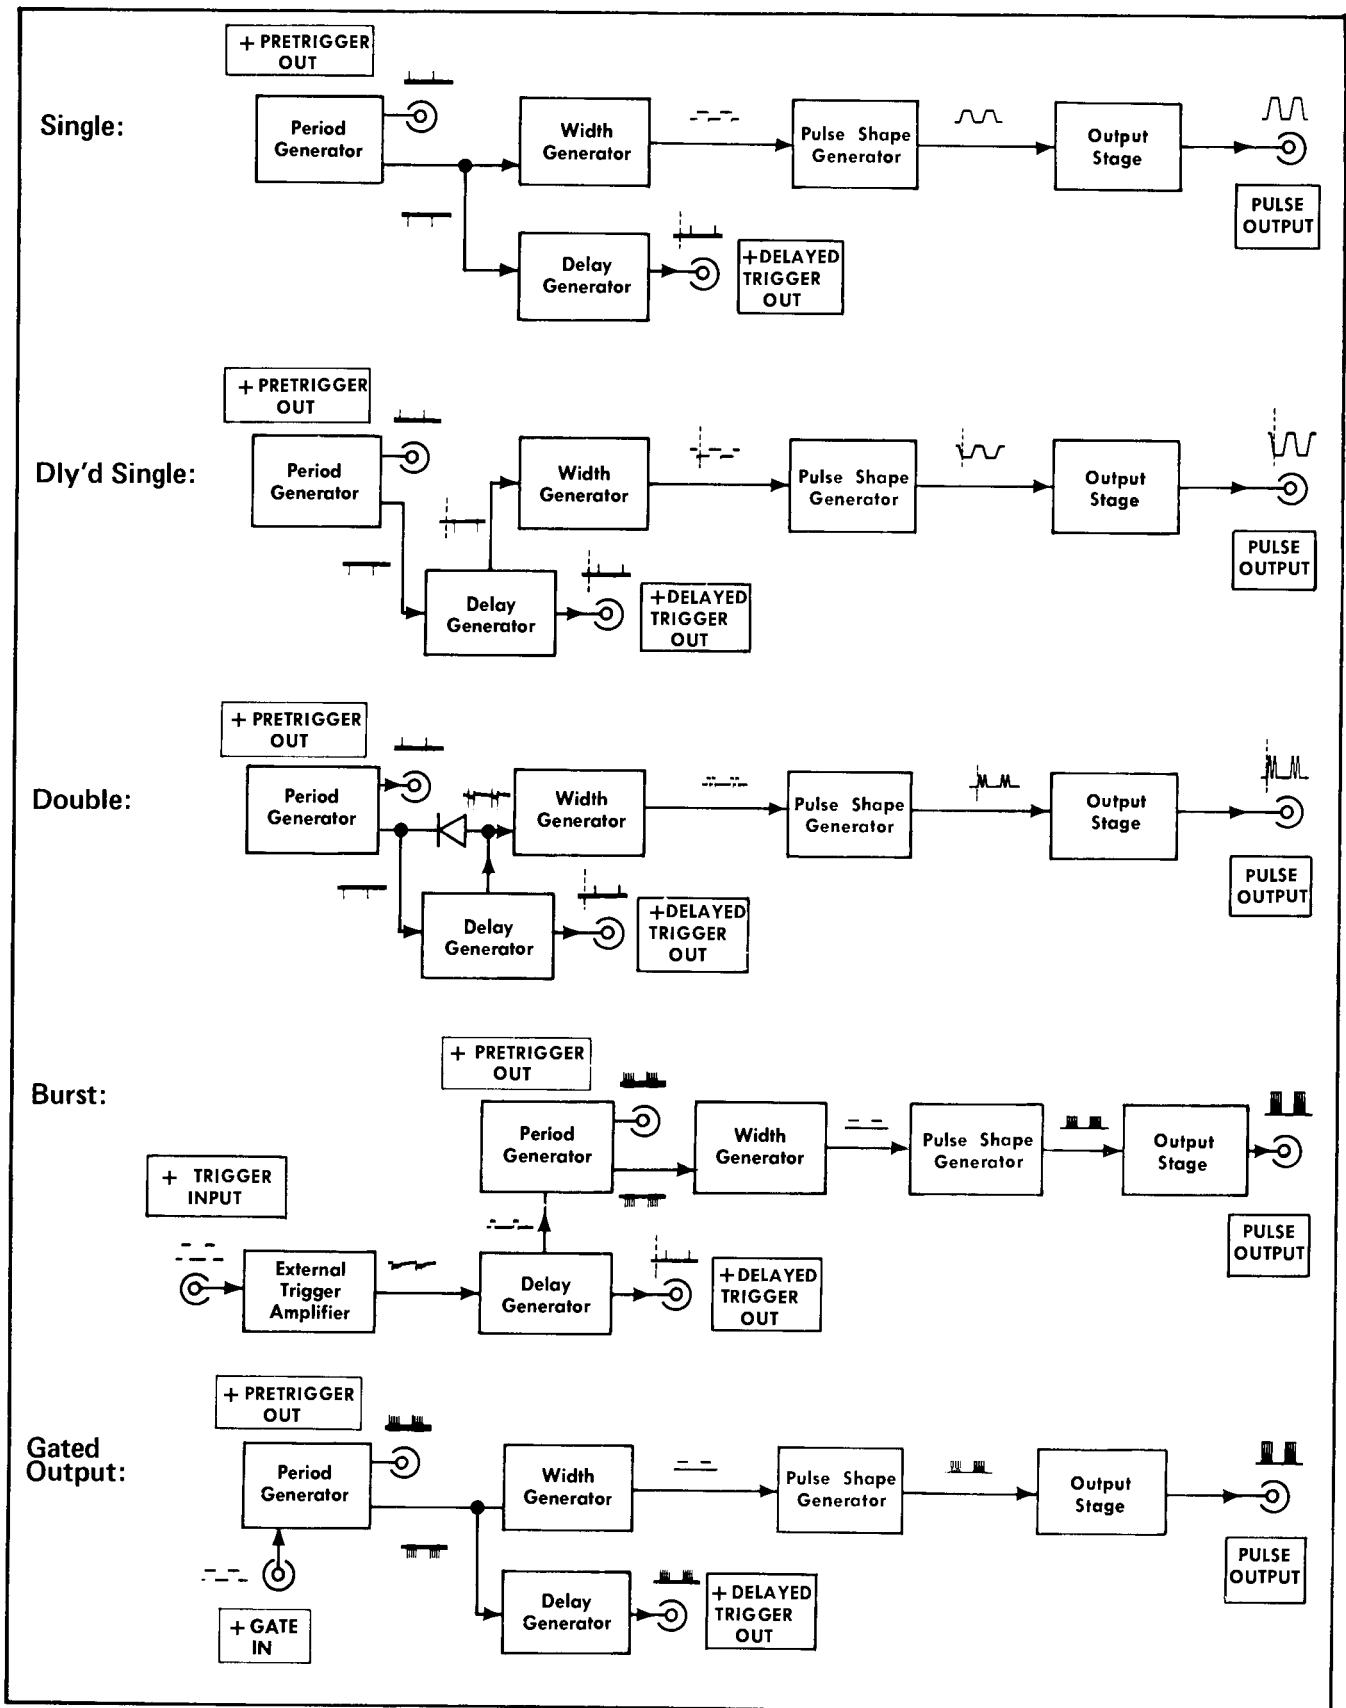 + PRETRIGGER
OUT
Single:
Period
Generator
Width
Generator
Pulse Shape
Generator
Output
Stage
PULSE
OUTPUT
Delay
Generator
+ DELAYED
TRIGGER
OUT
+ PRETRIGGER
OUT
Dly'd Single:
Period
Generator
Width
Generator
Pulse Shape
Generator
Output
Stage
PULSE
OUTPUT
Delay
Generator
+ DELAYED
TRIGGER
OUT
+ PRETRIGGER
OUT
Double:
Period
Generator
Width
Generator
Pulse Shape
Generator
Output
Stage
PULSE
OUTPUT
Delay
Generator
+ DELAYED
TRIGGER
OUT
+ PRETRIGGER
OUT
Burst:
Period
Generator
Width
Generator
Pulse Shape
Generator
Output
Stage
+ TRIGGER
INPUT
PULSE
OUTPUT
External
Trigger
Amplifier
Delay
Generator
+ DELAYED
TRIGGER
OUT
+ PRETRIGGER
OUT
Gated
Output:
Period
Generator
Width
Generator
Pulse Shape
Generator
Output
Stage
PULSE
OUTPUT
+ GATE
IN
Delay
Generator
+ DELAYED
TRIGGER
OUT